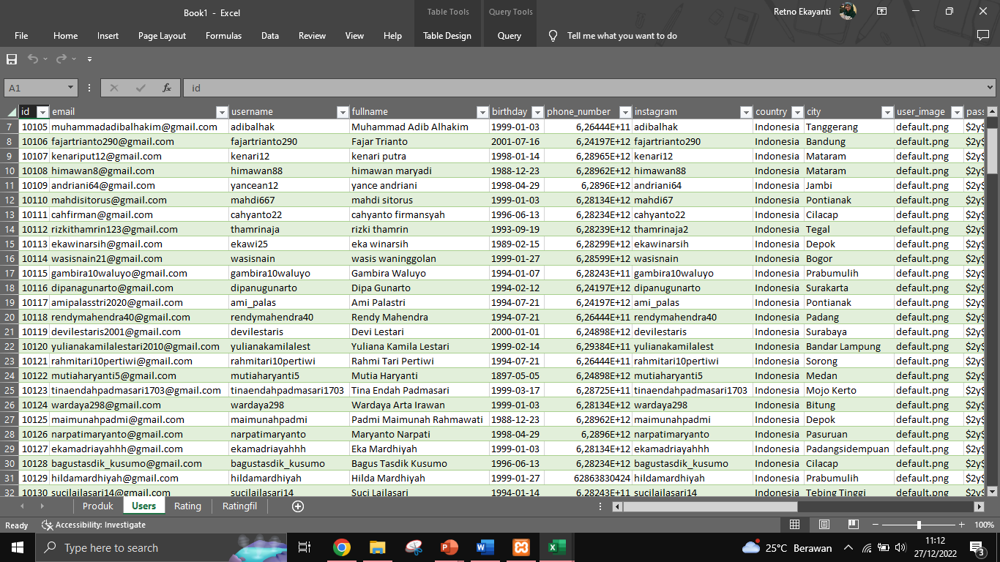 Book1 - Excel
Table Tools
Query Tools
Retno Ekayanti
File Home Insert Page Layout Formulas Data Review View Help Table Design Query Tell me what you want to do
A1 fx id
id email username fullname birthday phone_number instagram country city user_image pass
7 10105 muhammadadibalhakim@gmail.com adibalhak Muhammad Adib Alhakim 1999-01-03 6,26444E+11 adibalhak Indonesia Tanggerang default.png $2y$
8 10106 fajartrianto290@gmail.com fajartrianto290 Fajar Trianto 2001-07-16 6,24197E+12 fajartrianto290 Indonesia Bandung default.png $2y$
9 10107 kenariput12@gmail.com kenari12 kenari putra 1998-01-14 6,28965E+12 kenari12 Indonesia Mataram default.png $2y$
10 10108 himawan8@gmail.com himawan88 himawan maryadi 1988-12-23 6,28962E+12 himawan88 Indonesia Mataram default.png $2y$
11 10109 andriani64@gmail.com yancean12 yance andriani 1998-04-29 6,2896E+12 andriani64 Indonesia Jambi default.png $2y$
12 10110 mahdisitorus@gmail.com mahdi667 mahdi sitorus 1999-01-03 6,28134E+12 mahdi67 Indonesia Pontianak default.png $2y$
13 10111 cahfirman@gmail.com cahyanto22 cahyanto firmansyah 1996-06-13 6,28234E+12 cahyanto22 Indonesia Cilacap default.png $2y$
14 10112 rizkithamrin123@gmail.com thamrinaja rizki thamrin 1993-09-19 6,28239E+12 thamrinaja2 Indonesia Tegal default.png $2y$
15 10113 ekawinarsih@gmail.com ekawi25 eka winarsih 1989-02-15 6,28299E+12 ekawinarsih Indonesia Depok default.png $2y$
16 10114 wasisnain21@gmail.com wasisnain wasis waninggolan 1999-01-27 6,28599E+12 wasisnain Indonesia Bogor default.png $2y$
17 10115 gambira10waluyo@gmail.com gambira10waluyo Gambira Waluyo 1994-01-07 6,28243E+11 gambira10waluyo Indonesia Prabumulih default.png $2y$
18 10116 dipanagunarto@gmail.com dipanugunarto Dipa Gunarto 1994-02-12 6,24197E+12 dipanugunarto Indonesia Surakarta default.png $2y$
19 10117 amipalasstri2020@gmail.com ami_palas Ami Palastri 1994-07-21 6,24197E+12 ami_palas Indonesia Pontianak default.png $2y$
20 10118 rendymahendra40@gmail.com rendymahendra40 Rendy Mahendra 1994-07-21 6,26444E+11 rendymahendra40 Indonesia Padang default.png $2y$
21 10119 devilestaris2001@gmail.com devilestaris Devi Lestari 2000-01-01 6,24898E+12 devilestaris Indonesia Surabaya default.png $2y$
22 10120 yulianakamilalestari2010@gmail.com yulianakamilalest Yuliana Kamila Lestari 1999-02-14 6,29384E+11 yulianakamilalest Indonesia Bandar Lampung default.png $2y$
23 10121 rahmitari10pertiwi@gmail.com rahmitari10pertiwi Rahmi Tari Pertiwi 1994-07-21 6,26444E+11 rahmitari10pertiwi Indonesia Sorong default.png $2y$
24 10122 mutiaharyanti5@gmail.com mutiaharyanti5 Mutia Haryanti 1897-05-05 6,24898E+12 mutiaharyanti5 Indonesia Medan default.png $2y$
25 10123 tinaendahpadmasari1703@gmail.com tinaendahpadmasari1703 Tina Endah Padmasari 1999-03-17 6,28725E+11 tinaendahpadmasari1703 Indonesia Mojo Kerto default.png $2y$
26 10124 wardaya298@gmail.com wardaya298 Wardaya Arta Irawan 1999-01-03 6,28134E+12 wardaya298 Indonesia Bitung default.png $2y$
27 10125 maimunahpadmi@gmail.com maimunahpadmi Padmi Maimunah Rahmawati 1988-12-23 6,28962E+12 maimunahpadmi Indonesia Depok default.png $2y$
28 10126 narpatimaryanto@gmail.com narpatimaryanto Maryanto Narpati 1998-04-29 6,2896E+12 narpatimaryanto Indonesia Pasuruan default.png $2y$
29 10127 ekamadriayahhh@gmail.com ekamadriayahhh Eka Mardhiyah 1999-01-03 6,28134E+12 ekamadriayahhh Indonesia Padangsidempuan default.png $2y$
30 10128 bagustasdik_kusumo@gmail.com bagustasdik_kusumo Bagus Tasdik Kusumo 1996-06-13 6,28234E+12 bagustasdik_kusumo Indonesia Cilacap default.png $2y$
31 10129 hildamardhiyah@gmail.com hildamardhiyah Hilda Mardhiyah 1999-01-27 62863830424 hildamardhiyah Indonesia Prabumulih default.png $2y$
32 10130 sucilailasari14@gmail.com sucilailasari14 Suci Lailasari 1994-01-14 6,28243E+11 sucilailasari14 Indonesia Tebing Tinggi default.png $2y$
Produk Users Rating Ratingfil
Ready Accessibility: Investigate 100%
Type here to search
25°C Berawan
11:12
27/12/2022
3